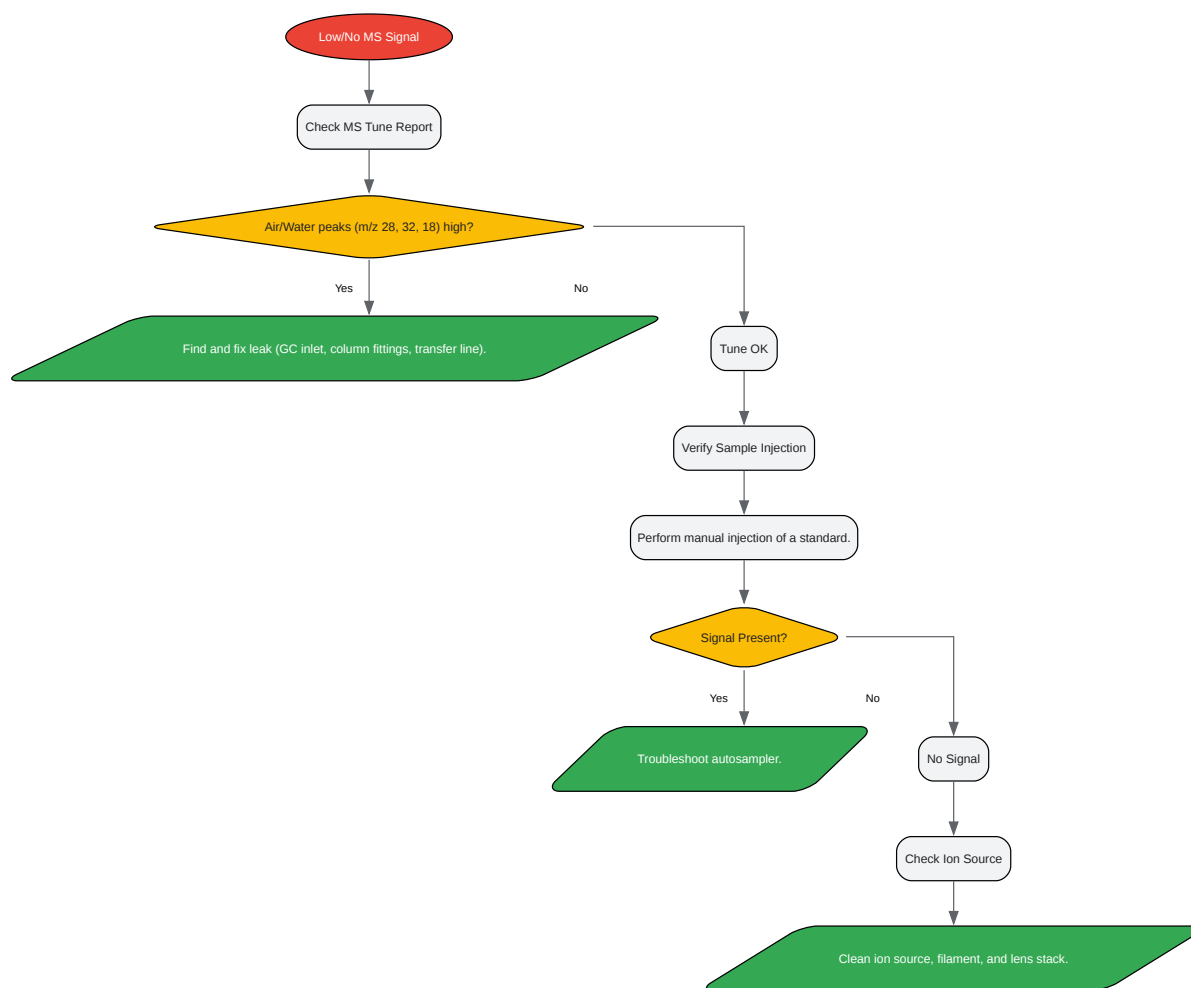 Low/No MS Signal
Check MS Tune Report
Air/Water peaks (m/z 28, 32, 18) high?
Yes
No
Find and fix leak (GC inlet, column fittings, transfer line).
Tune OK
Verify Sample Injection
Perform manual injection of a standard.
Signal Present?
Yes
No
Troubleshoot autosampler.
No Signal
Check Ion Source
Clean ion source, filament, and lens stack.